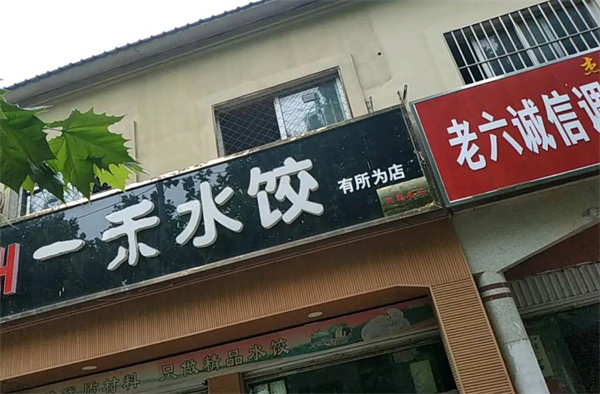 H 一禾水饺 有所为店
老六诚信调
质材料 只做精品水饺